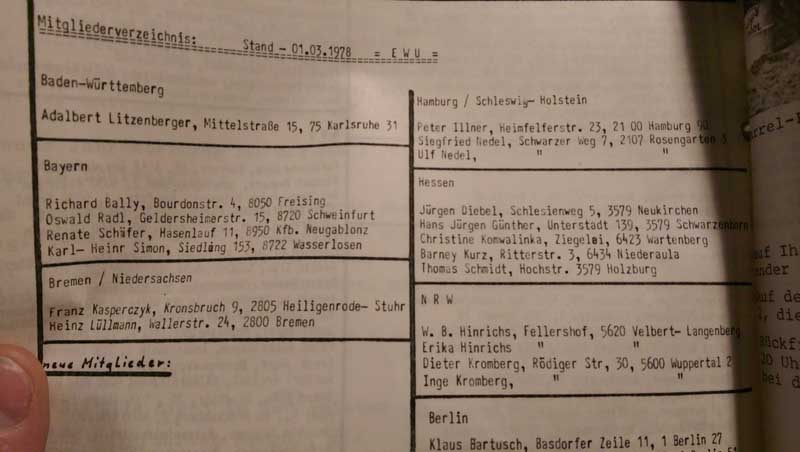 Mitgliederverzeichnis: Stand - 01.03.1978 = E W U =
Baden-Württemberg
Adalbert Litzenberger, Mittelstraße 15, 75 Karlsruhe 31
Bayern
Richard Bally, Bourdonstr. 4, 8050 Freising
Oswald Radl, Geldersheimerstr. 15, 8720 Schweinfurt
Renate Schäfer, Hasenlauf 11, 8950 Kfb. Neugablonz
Karl- Heinr Simon, Siedlung 153, 8722 Wasserlosen
Bremen / Niedersachsen
Franz Kasperczyk, Kronsbruch 9, 2805 Heiligenrode- Stuhr
Heinz Lüllmann, Wallerstr. 24, 2800 Bremen
neue Mitglieder:
Hamburg / Schleswig- Holstein
Peter Illner, Heimfelferstr. 23, 21 00 Hamburg 90
Siegfried Nedel, Schwarzer Weg 7, 2107 Rosengarten 3
Ulf Nedel, " "
Hessen
Jürgen Diebel, Schlesienweg 5, 3579 Neukirchen
Hans Jürgen Günther, Unterstadt 139, 3579 Schwarzenborn
Christine Komwalinka, Ziegelei, 6423 Wartenberg
Barney Kurz, Ritterstr. 3, 6434 Niederaula
Thomas Schmidt, Hochstr. 3579 Holzburg
N R W
W. B. Hinrichs, Fellershof, 5620 Velbert- Langenberg
Erika Hinrichs " "
Dieter Kromberg, Rödiger Str, 30, 5600 Wuppertal 2
Inge Kromberg, " "
Berlin
Klaus Bartusch, Basdorfer Zeile 11, 1 Berlin 27